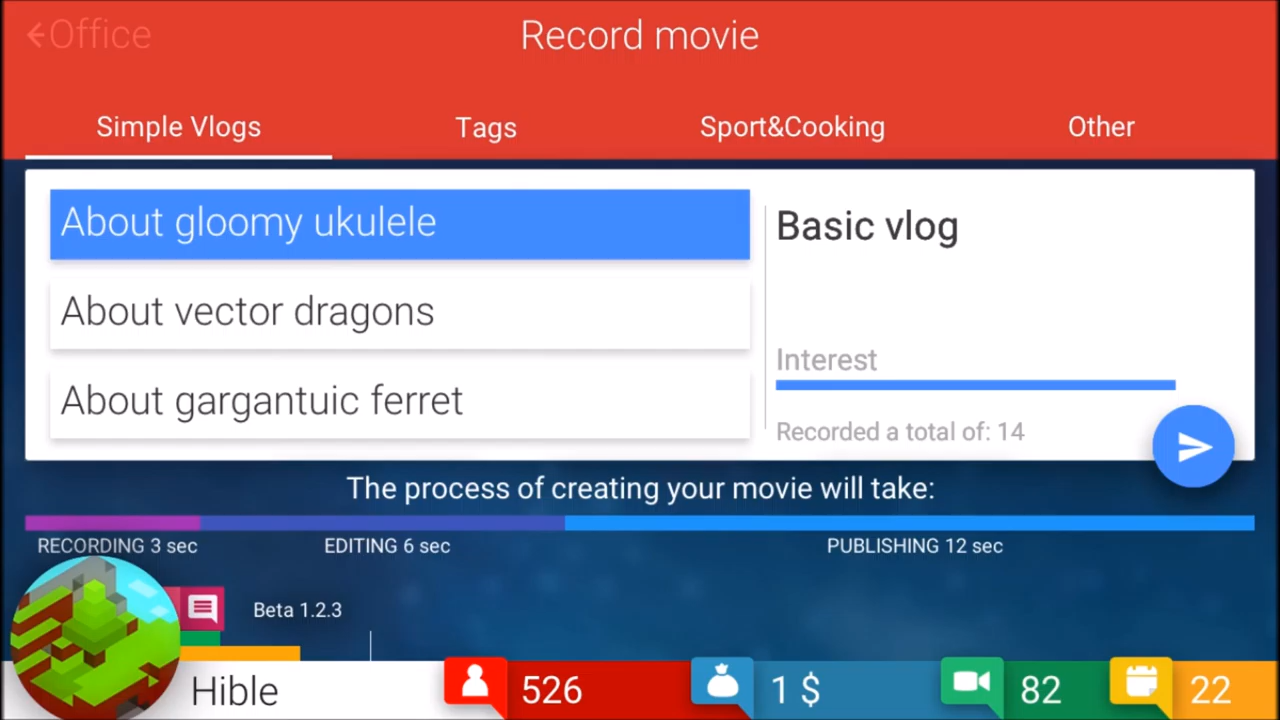 Office
Record movie
Simple Vlogs
Tags
Sport&Cooking
Other
About gloomy ukulele
About vector dragons
About gargantuic ferret
Basic vlog
Interest
Recorded a total of: 14
The process of creating your movie will take:
RECORDING 3 sec
EDITING 6 sec
PUBLISHING 12 sec
Beta 1.2.3
Hible
526
1 $
82
22